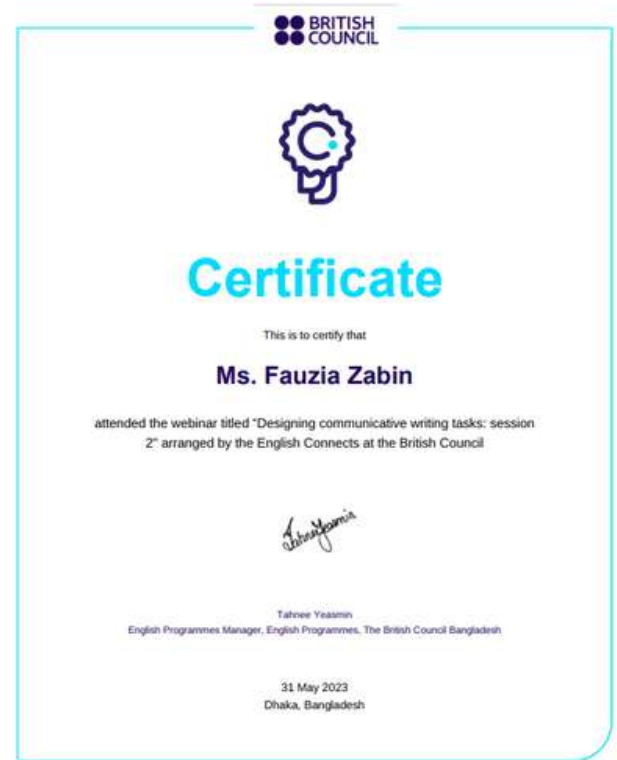 BRITISH
COUNCIL
Certificate
This is to certify that
Ms. Fauzia Zabin
attended the webinar titled "Designing communicative writing tasks: session
2" arranged by the English Connects at the British Council
Tahnee Yeasmin
Tahnee Yeasmin
English Programmes Manager, English Programmes, The British Council Bangladesh
31 May 2023
Dhaka, Bangladesh